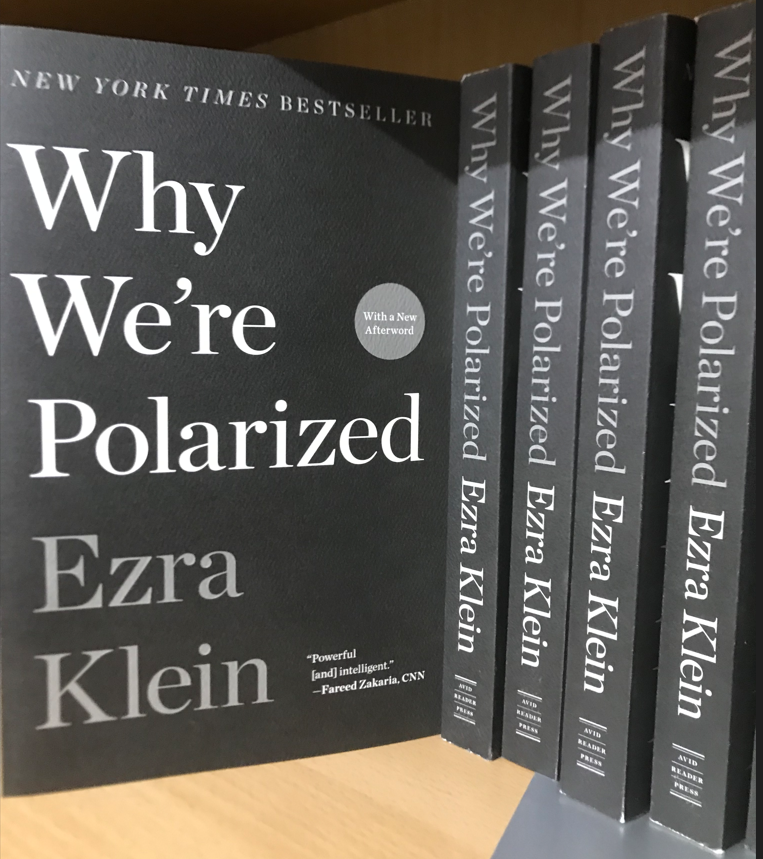 NEW YORK TIMES BESTSELLER
Why
We're
Polarized
With a New
Afterword
Ezra
Klein
“Powerful
[and] intelligent.”
—Fareed Zakaria, CNN
Why We're Polarized Ezra Klein
AVID
READER
PRESS
Why We're Polarized Ezra Klein
AVID
READER
PRESS
Why We're Polarized Ezra Klein
AVID
READER
PRESS
Why We're Polarized Ezra Klein
AVID
READER
PRESS